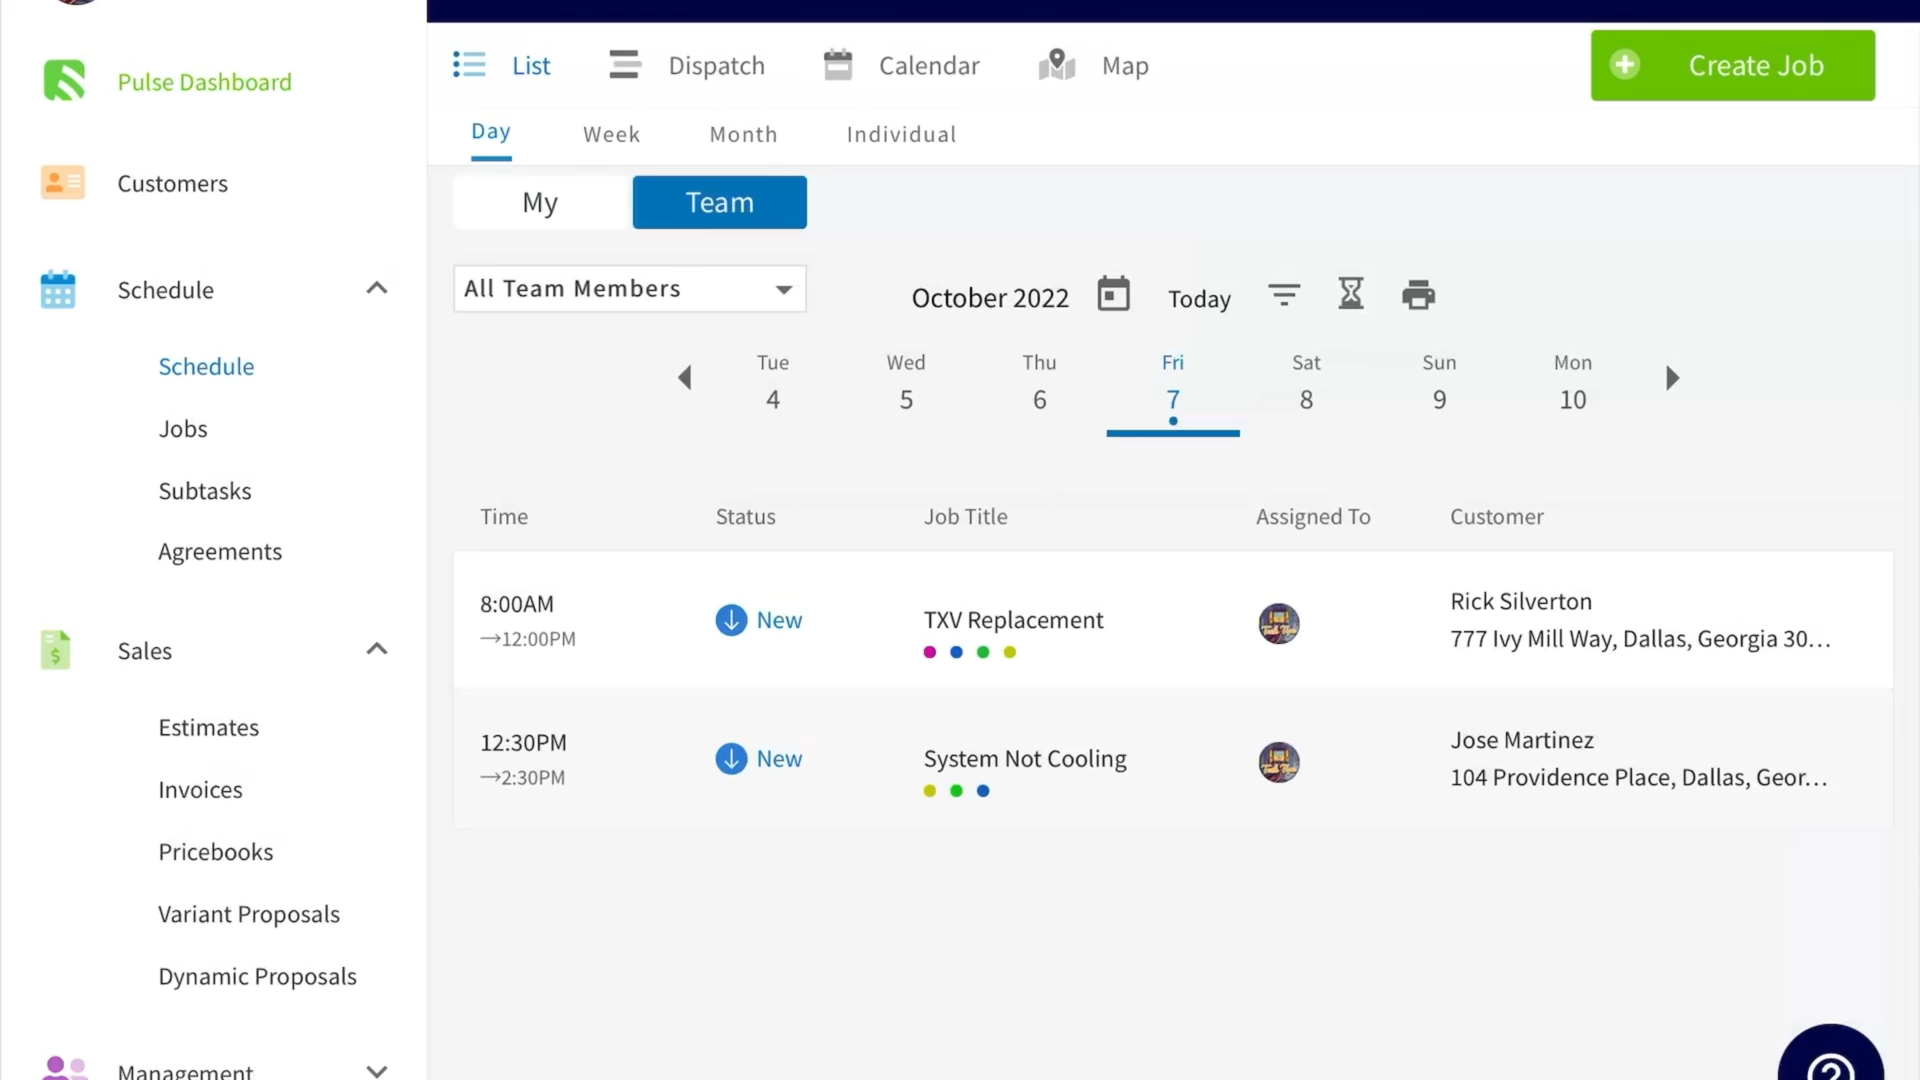 Pulse Dashboard
Customers
Schedule
Schedule
Jobs
Subtasks
Agreements
Sales
Estimates
Invoices
Pricebooks
Variant Proposals
Dynamic Proposals
Management
List Dispatch Calendar Map
Create Job
Day Week Month Individual
My Team
All Team Members
October 2022 Today
Tue Wed Thu Fri Sat Sun Mon
4 5 6 7 8 9 10
Time Status Job Title Assigned To Customer
8:00AM
→12:00PM
New
TXV Replacement
Rick Silverton
777 Ivy Mill Way, Dallas, Georgia 30...
12:30PM
→2:30PM
New
System Not Cooling
Jose Martinez
104 Providence Place, Dallas, Geor...